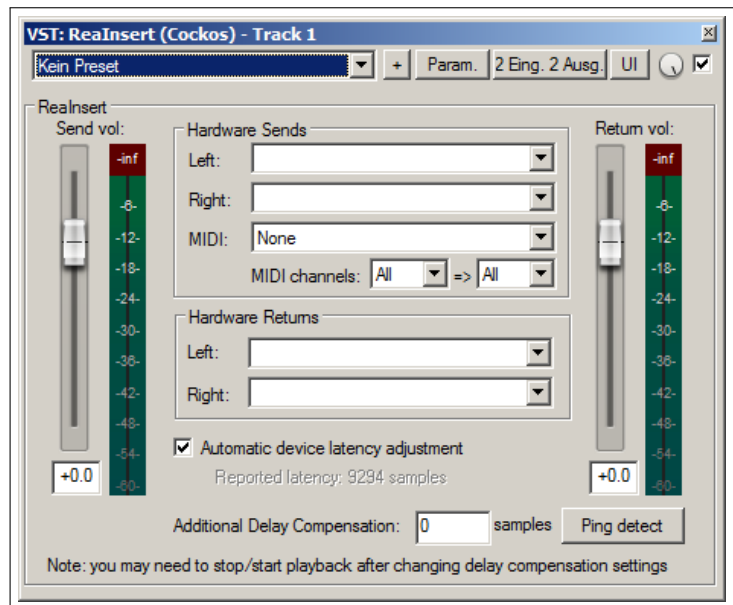 VST: ReaInsert (Cockos) - Track 1
Kein Preset + Param. 2 Eing. 2 Ausg. UI
ReaInsert
Send vol: Hardware Sends Return vol:
-inf Left: -inf
-6- Right: -6-
-12- MIDI: None -12-
-18- MIDI channels: All => All -18-
-24- -24-
-30- Hardware Returns -30-
-36- Left: -36-
-42- Right: -42-
-48- -48-
-54- Automatic device latency adjustment -54-
+0.0 -60- Reported latency: 9294 samples +0.0 -60-
Additional Delay Compensation: 0 samples Ping detect
Note: you may need to stop/start playback after changing delay compensation settings